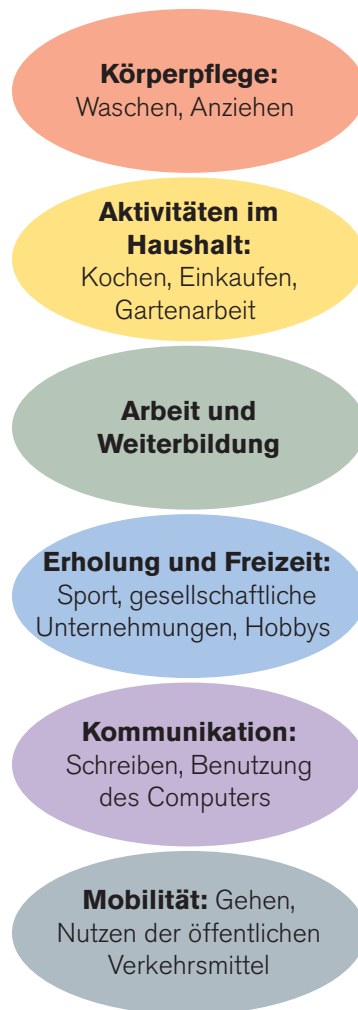 Körperpflege:
Waschen, Anziehen
Aktivitäten im
Haushalt:
Kochen, Einkaufen,
Gartenarbeit
Arbeit und
Weiterbildung
Erholung und Freizeit:
Sport, gesellschaftliche
Unternehmungen, Hobbys
Kommunikation:
Schreiben, Benutzung
des Computers
Mobilität: Gehen,
Nutzen der öffentlichen
Verkehrsmittel